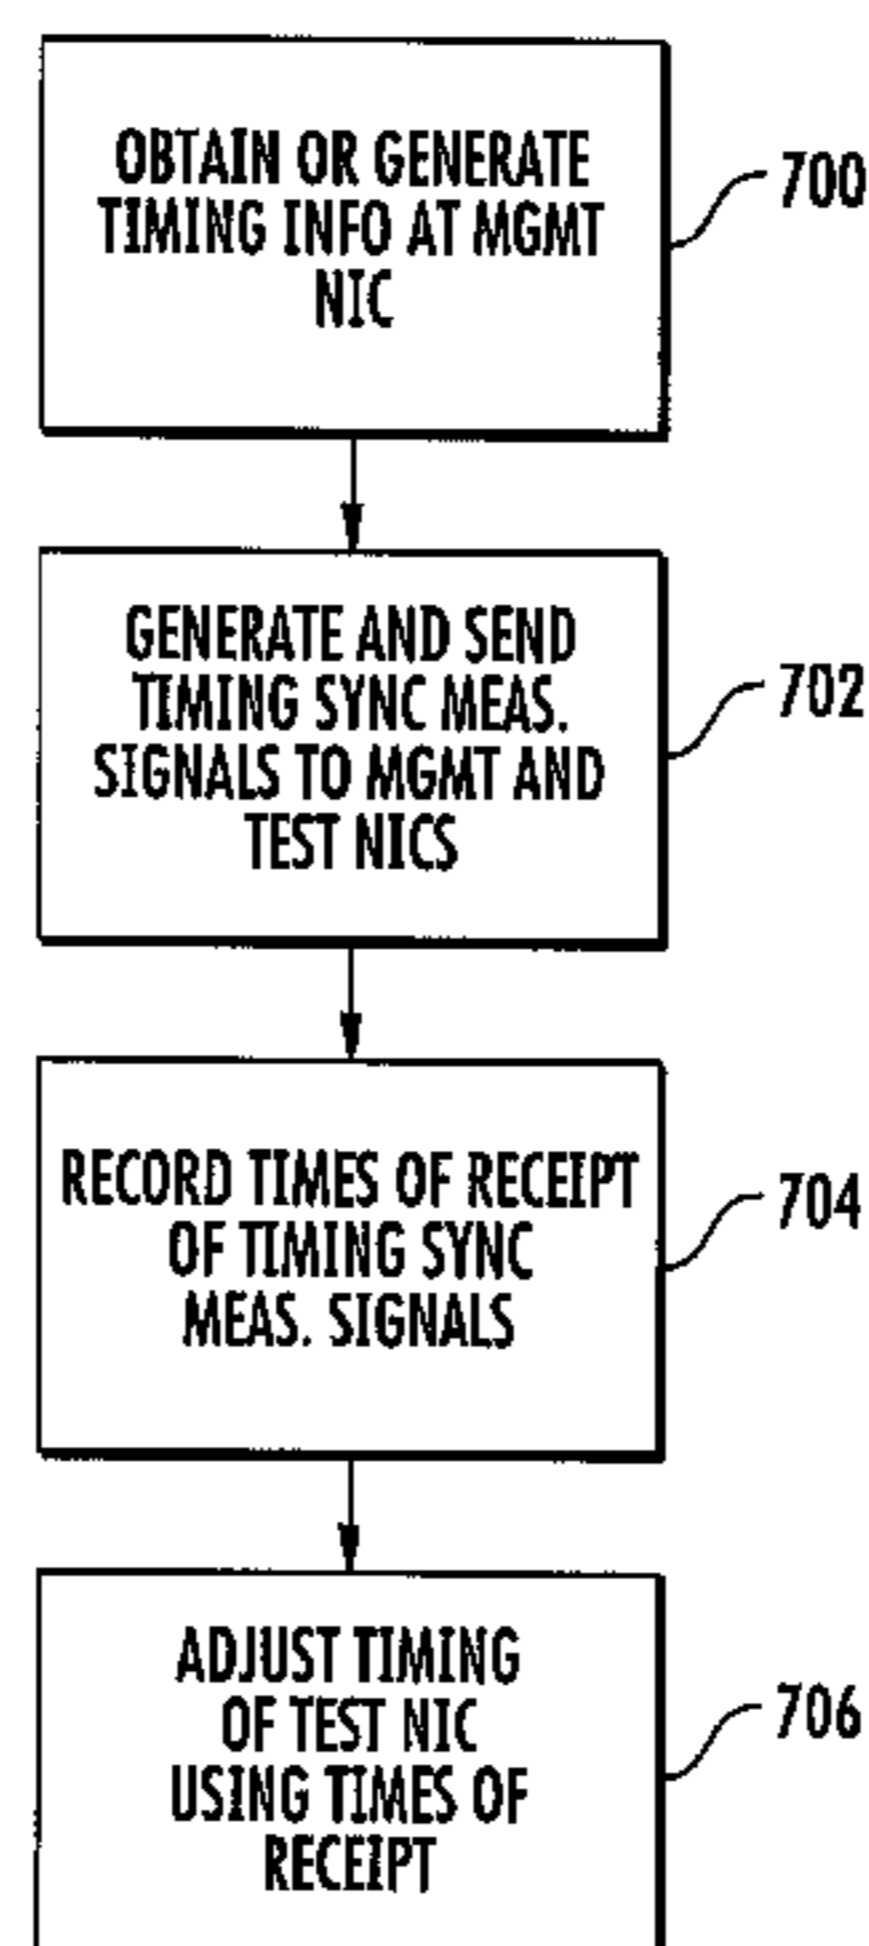 OBTAIN OR GENERATE
TIMING INFO AT MGMT
NIC
700
GENERATE AND SEND
TIMING SYNC MEAS.
SIGNALS TO MGMT AND
TEST NICS
702
RECORD TIMES OF RECEIPT
OF TIMING SYNC
MEAS. SIGNALS
704
ADJUST TIMING
OF TEST NIC
USING TIMES OF
RECEIPT
706